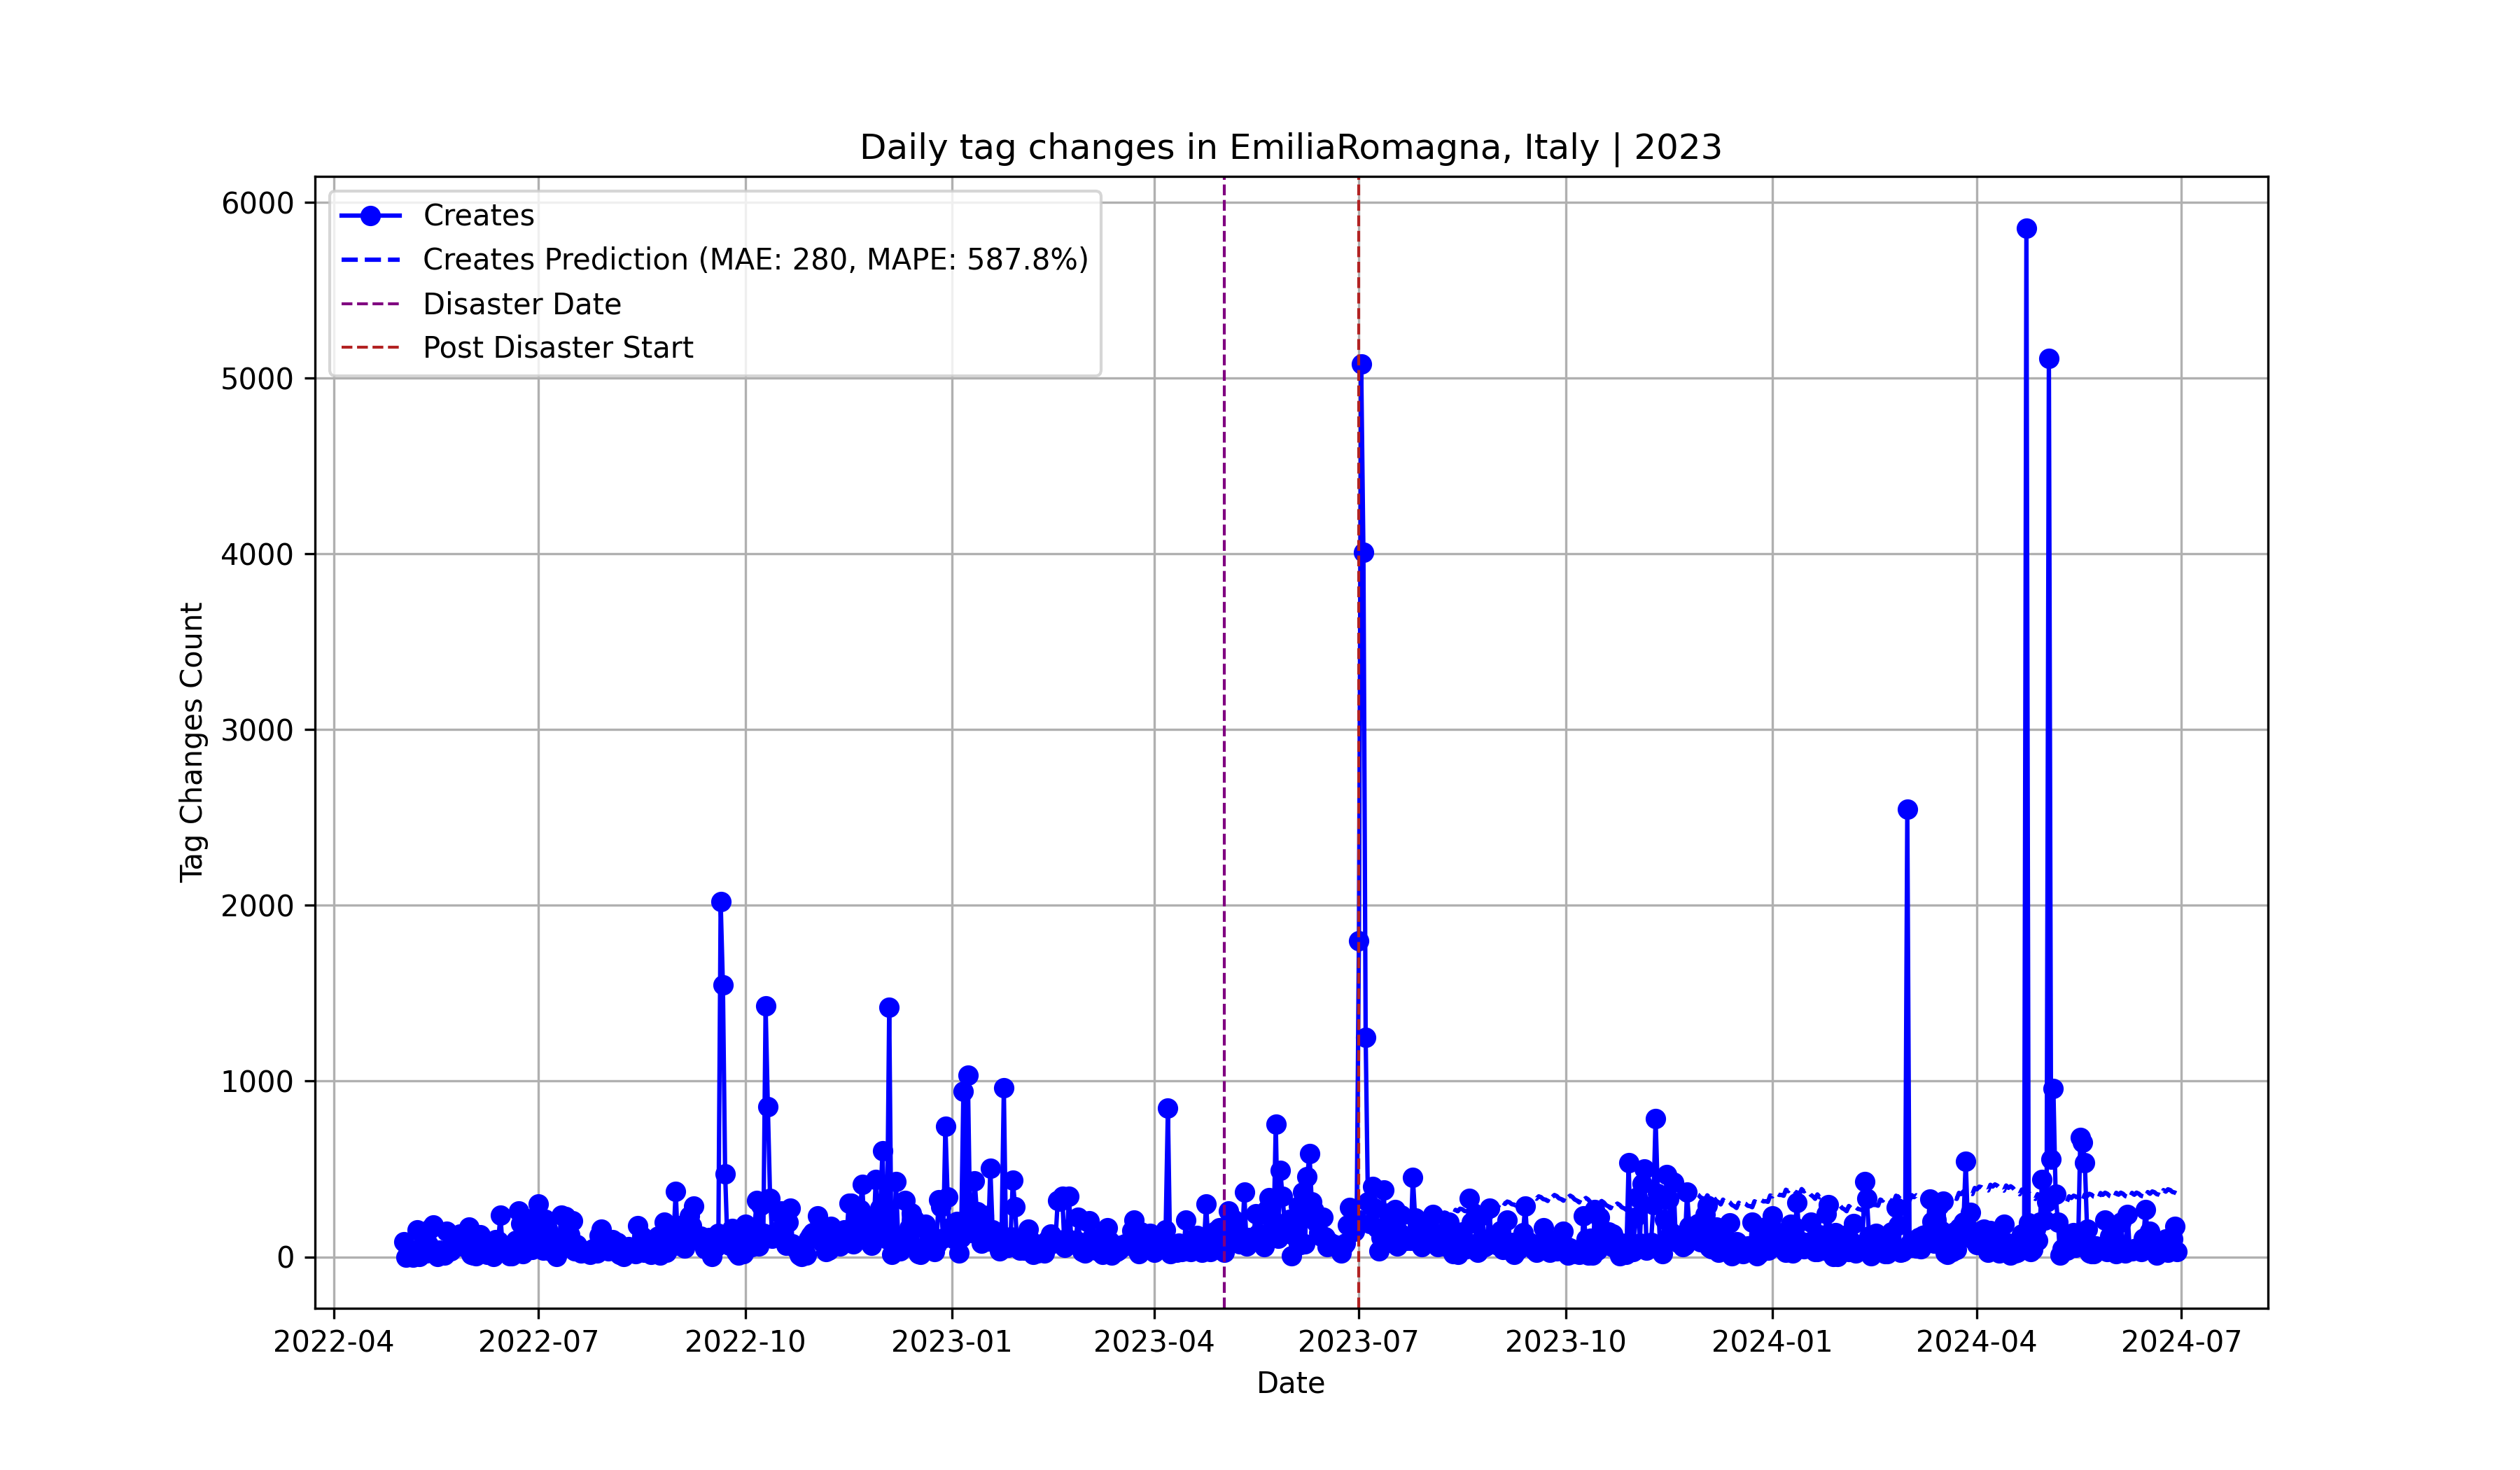 Daily tag changes in EmiliaRomagna, Italy | 2023
Creates
Creates Prediction (MAE: 280, MAPE: 587.8%)
Disaster Date
Post Disaster Start
6000
5000
4000
3000
2000
1000
0
Tag Changes Count
2022-04 2022-07 2022-10 2023-01 2023-04 2023-07 2023-10 2024-01 2024-04 2024-07
Date